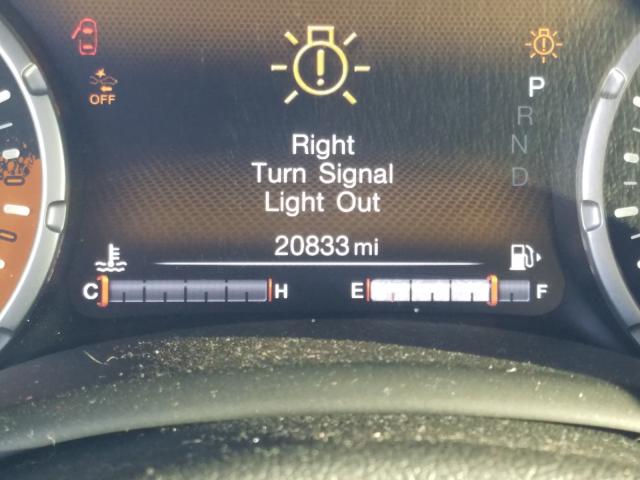 OFF
Right
Turn Signal
Light Out
P
R
N
D
20833 mi
C H E F